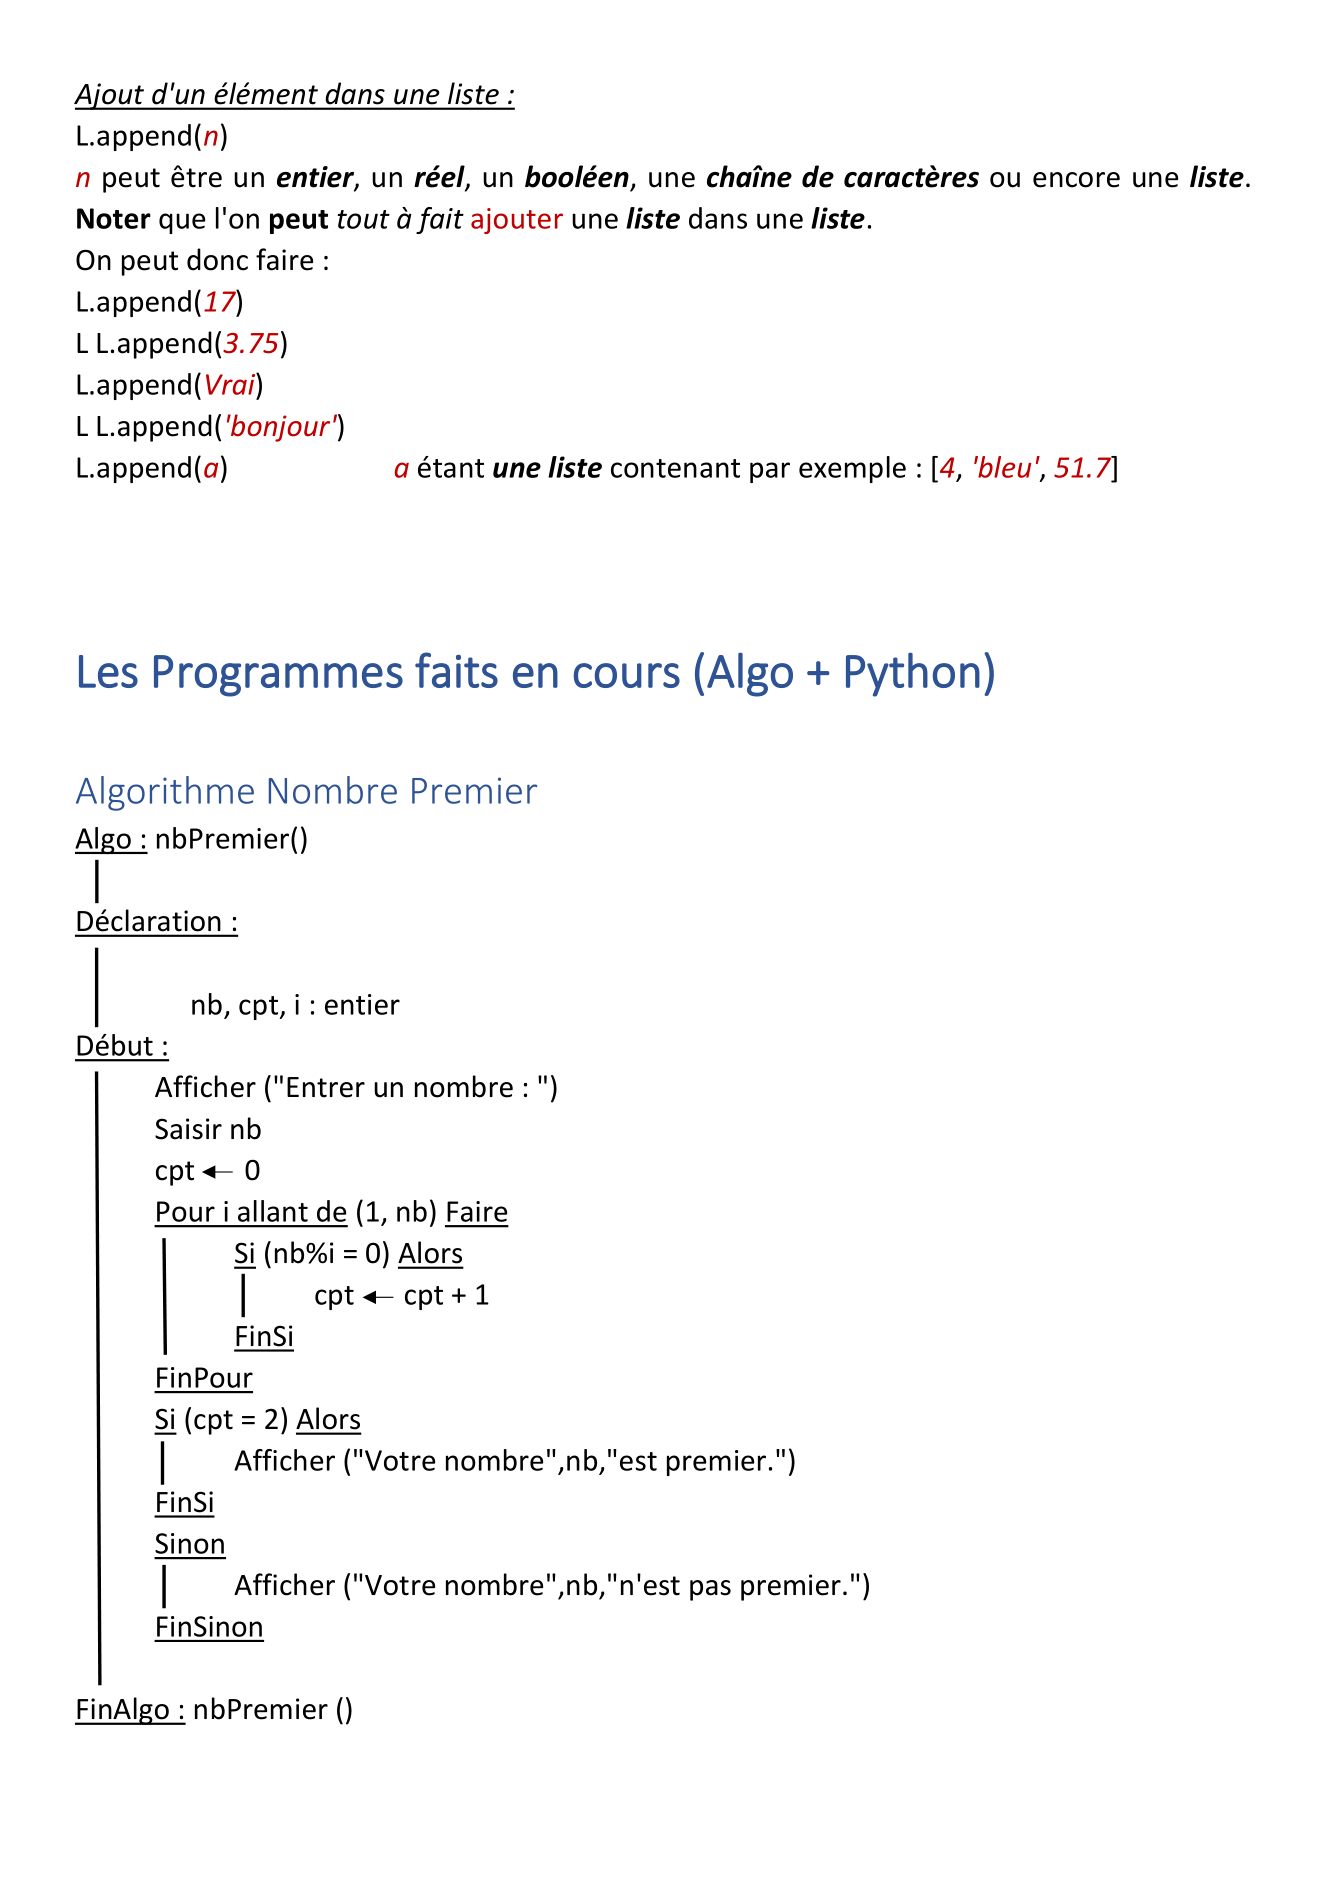 Ajout d'un élément dans une liste :
L.append(n)
n peut être un entier, un réel, un booléen, une chaîne de caractères ou encore une liste.
Noter que l'on peut tout à fait ajouter une liste dans une liste.
On peut donc faire :
L.append(17)
L L.append(3.75)
L.append(Vrai)
L L.append('bonjour')
L.append(a) a étant une liste contenant par exemple : [4, 'bleu', 51.7]
Les Programmes faits en cours (Algo + Python)
Algorithme Nombre Premier
Algo : nbPremier()
Déclaration :
nb, cpt, i : entier
Début :
Afficher ("Entrer un nombre : ")
Saisir nb
cpt ← 0
Pour i allant de (1, nb) Faire
Si (nb%i = 0) Alors
cpt ← cpt + 1
FinSi
FinPour
Si (cpt = 2) Alors
Afficher ("Votre nombre",nb,"est premier.")
FinSi
Sinon
Afficher ("Votre nombre",nb,"n'est pas premier.")
FinSinon
FinAlgo : nbPremier ()